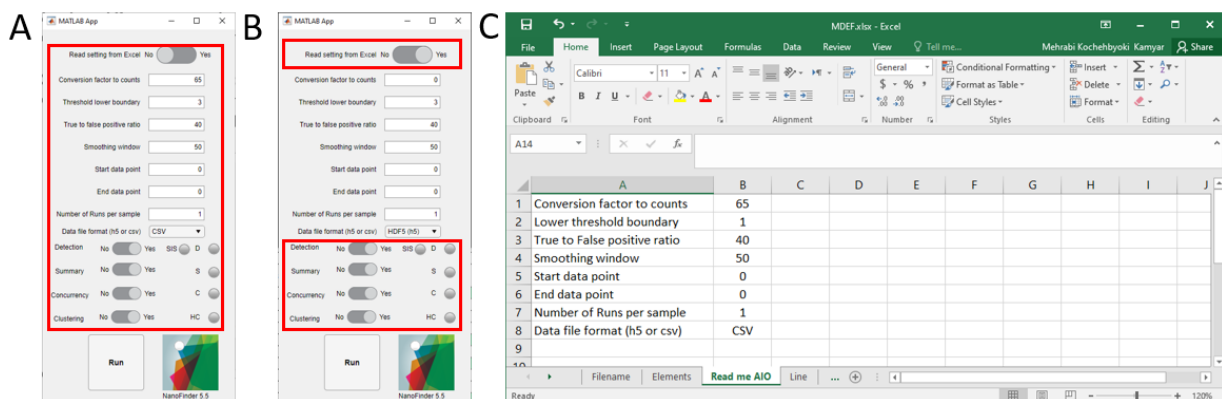 A
MATLAB App
Read setting from Excel No Yes
Conversion factor to counts 65
Threshold lower boundary 3
True to false positive ratio 40
Smoothing window 50
Start data point 0
End data point 0
Number of Runs per sample 1
Data file format (h5 or csv) CSV
Detection No Yes SIS D
Summary No Yes S
Concurrency No Yes C
Clustering No Yes HC
Run
NanoFinder 5.5
B
MATLAB App
Read setting from Excel No Yes
Conversion factor to counts 0
Threshold lower boundary 3
True to false positive ratio 40
Smoothing window 50
Start data point 0
End data point 0
Number of Runs per sample 1
Data file format (h5 or csv) HDF5 (h5)
Detection No Yes SIS D
Summary No Yes S
Concurrency No Yes C
Clustering No Yes HC
Run
NanoFinder 5.5
C
MDEF.xlsx - Excel
File Home Insert Page Layout Formulas Data Review View Tell me... Mehrabi Kochehbyoki Kamyar Share
Paste
Calibri 11 A A
B I U A
General
$ % ,
Conditional Formatting
Format as Table
Cell Styles
Insert
Delete
Format
Clipboard Font Alignment Number Styles Cells Editing
A14 fx
A B C D E F G H I J
1 Conversion factor to counts 65
2 Lower threshold boundary 1
3 True to False positive ratio 40
4 Smoothing window 50
5 Start data point 0
6 End data point 0
7 Number of Runs per sample 1
8 Data file format (h5 or csv) CSV
9
10
Filename Elements Read me AIO Line ...
Ready 120%